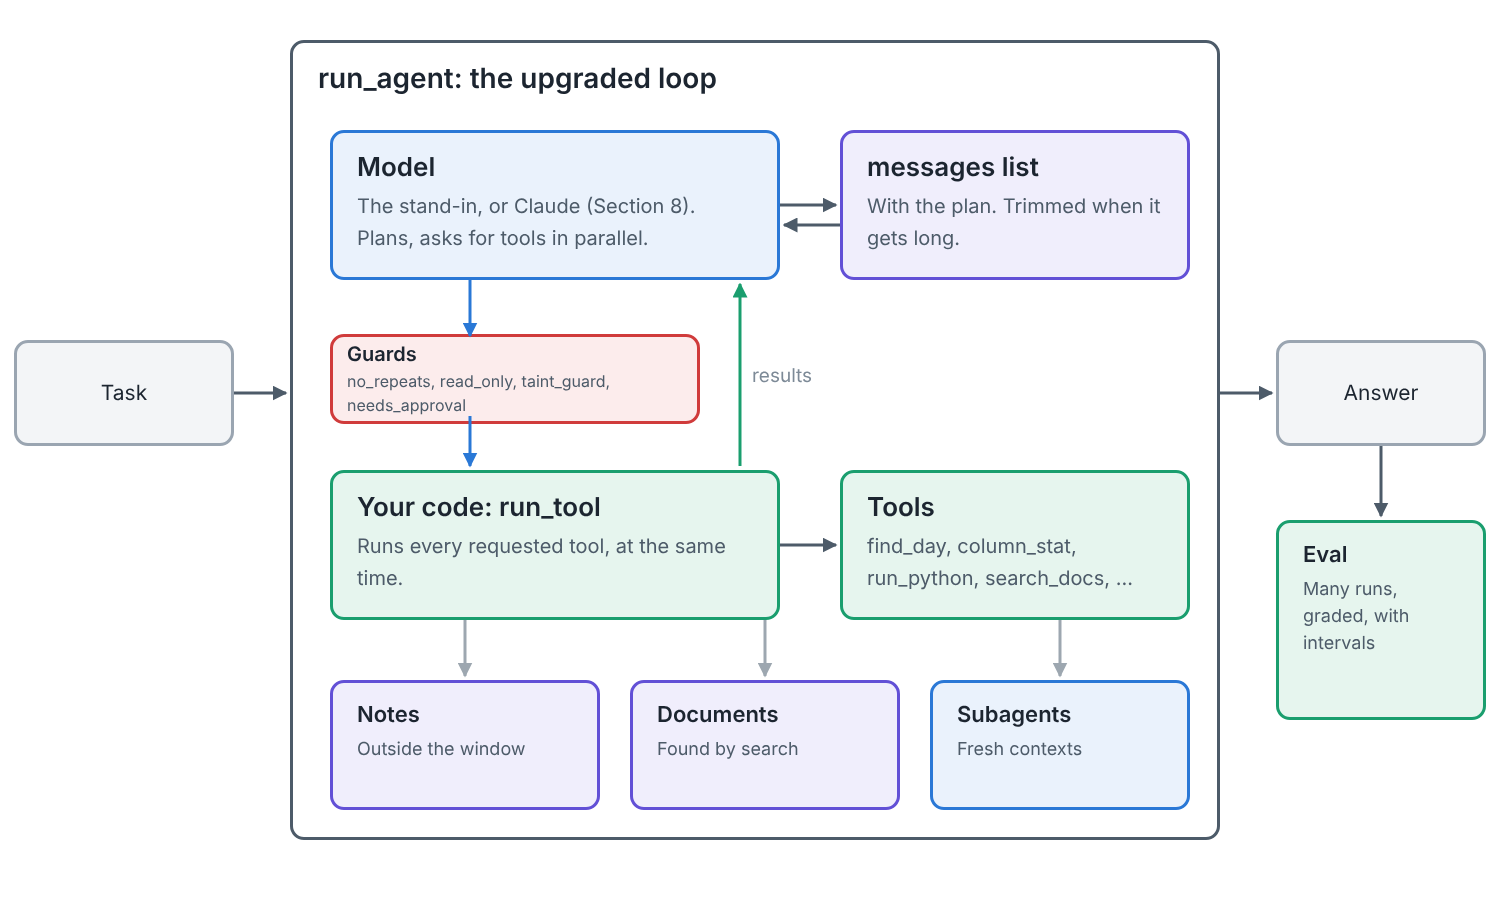 run_agent: the upgraded loop
Model
The stand-in, or Claude (Section 8).
Plans, asks for tools in parallel.
messages list
With the plan. Trimmed when it
gets long.
Guards
no_repeats, read_only, taint_guard,
needs_approval
results
Task
Answer
Your code: run_tool
Runs every requested tool, at the same
time.
Tools
find_day, column_stat,
run_python, search_docs, ...
Eval
Many runs,
graded, with
intervals
Notes
Outside the window
Documents
Found by search
Subagents
Fresh contexts